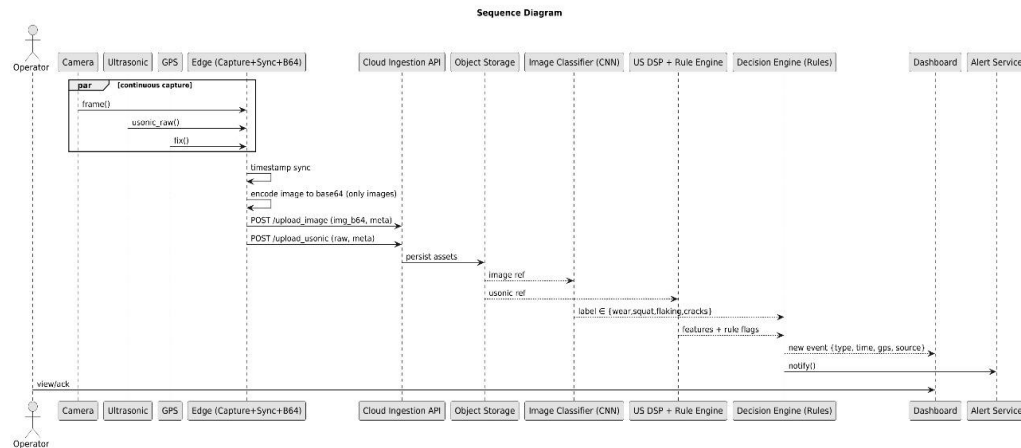 Sequence Diagram
Operator
Camera
Ultrasonic
GPS
Edge (Capture+Sync+B64)
Cloud Ingestion API
Object Storage
Image Classifier (CNN)
US DSP + Rule Engine
Decision Engine (Rules)
Dashboard
Alert Service
par [continuous capture]
frame()
usonic_raw()
fix()
timestamp sync
encode image to base64 (only images)
POST /upload_image (img_b64, meta)
POST /upload_usonic (raw, meta)
persist assets
image ref
usonic ref
label ∈ {wear,squat,flaking,cracks}
features + rule flags
new event {type, time, gps, source}
notify()
view/ack
Operator
Camera
Ultrasonic
GPS
Edge (Capture+Sync+B64)
Cloud Ingestion API
Object Storage
Image Classifier (CNN)
US DSP + Rule Engine
Decision Engine (Rules)
Dashboard
Alert Service